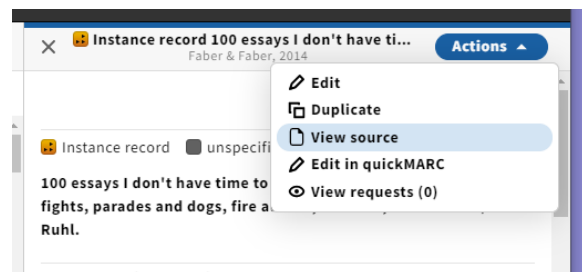 Instance record 100 essays I don't have ti...
Actions
Faber & Faber, 2014
Edit
Duplicate
View source
Edit in quickMARC
View requests (0)
Instance record unspecifi
100 essays I don't have time to
fights, parades and dogs, fire a
Ruhl.